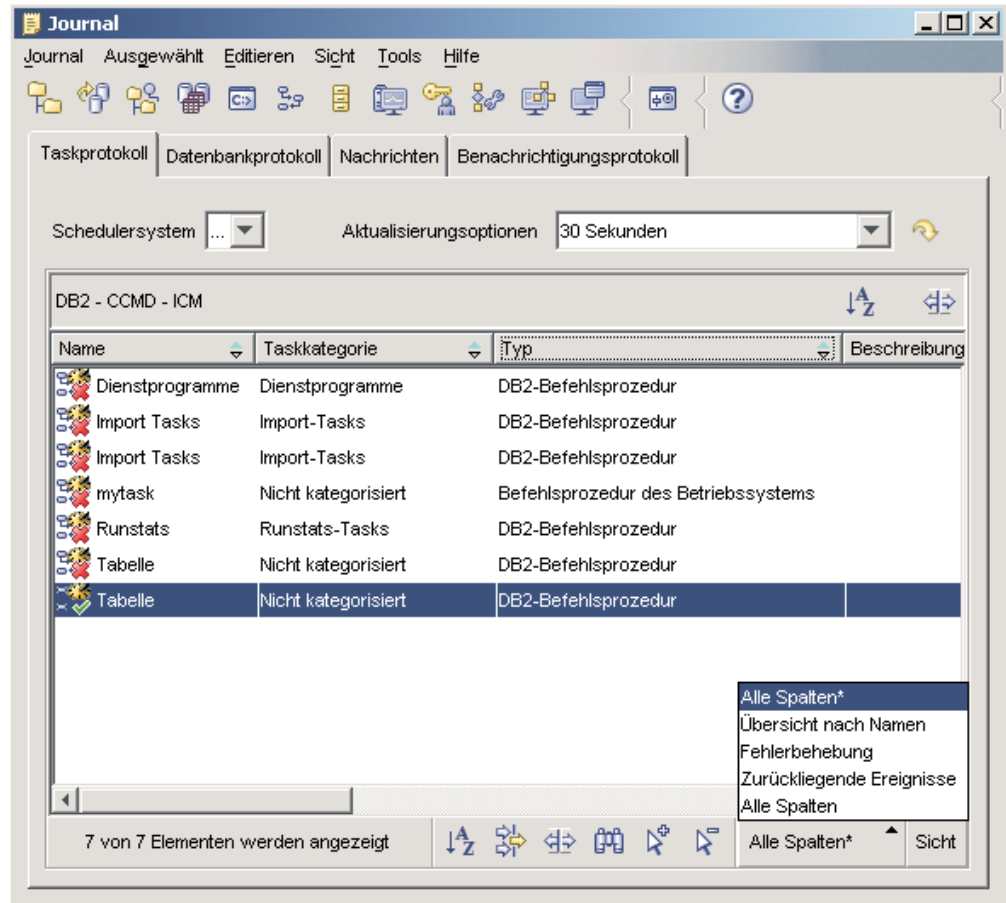 Journal
Journal Ausgewählt Editieren Sicht Tools Hilfe
C:>
?
Taskprotokoll Datenbankprotokoll Nachrichten Benachrichtigungsprotokoll
Schedulersystem ... Aktualisierungsoptionen 30 Sekunden
DB2 - CCMD - ICM
Name Taskkategorie Typ Beschreibung
Dienstprogramme Dienstprogramme DB2-Befehlsprozedur
Import Tasks Import-Tasks DB2-Befehlsprozedur
Import Tasks Import-Tasks DB2-Befehlsprozedur
mytask Nicht kategorisiert Befehlsprozedur des Betriebssystems
Runstats Runstats-Tasks DB2-Befehlsprozedur
Tabelle Nicht kategorisiert DB2-Befehlsprozedur
Tabelle Nicht kategorisiert DB2-Befehlsprozedur
Alle Spalten*
Übersicht nach Namen
Fehlerbehebung
Zurückliegende Ereignisse
Alle Spalten
7 von 7 Elementen werden angezeigt Alle Spalten* Sicht